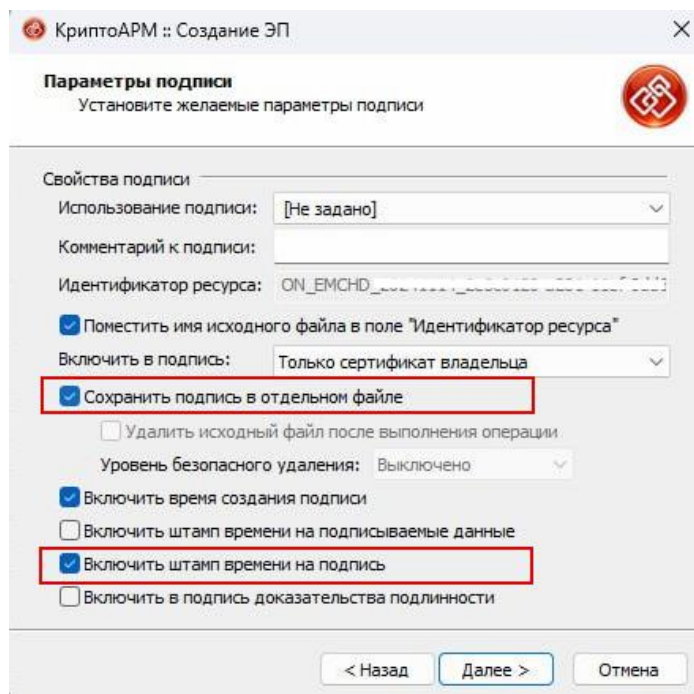 КриптоАРМ :: Создание ЭП
Параметры подписи
Установите желаемые параметры подписи
Свойства подписи
Использование подписи: [Не задано]
Комментарий к подписи:
Идентификатор ресурса: ON_EMCHD_
Поместить имя исходного файла в поле "Идентификатор ресурса"
Включить в подпись: Только сертификат владельца
Сохранить подпись в отдельном файле
Удалить исходный файл после выполнения операции
Уровень безопасного удаления: Выключено
Включить время создания подписи
Включить штамп времени на подписываемые данные
Включить штамп времени на подпись
Включить в подпись доказательства подлинности
< Назад Далее > Отмена